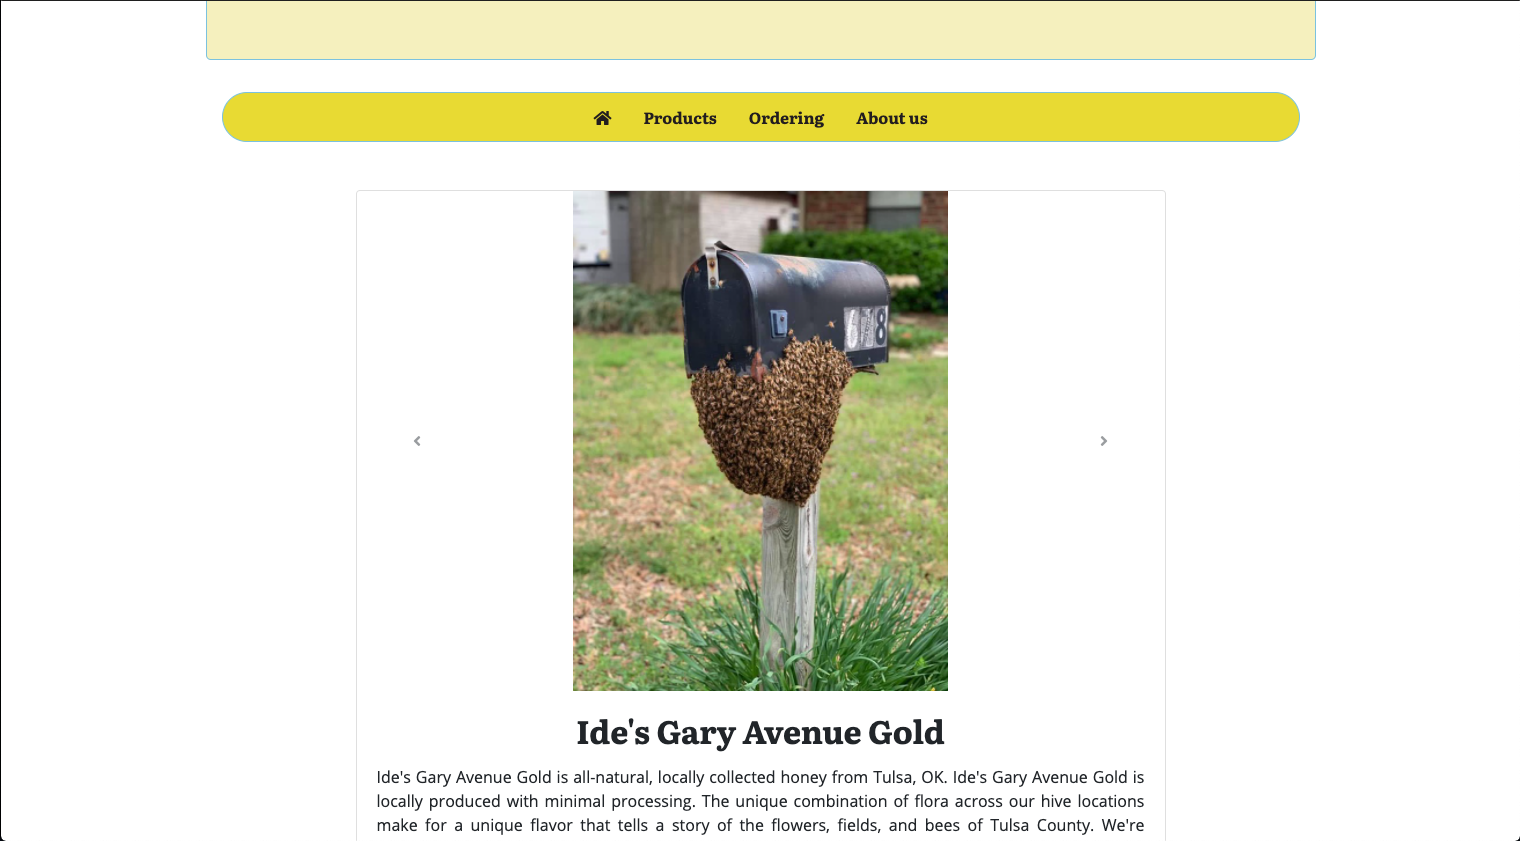 Products Ordering About us
8
Ide's Gary Avenue Gold
Ide's Gary Avenue Gold is all-natural, locally collected honey from Tulsa, OK. Ide's Gary Avenue Gold is
locally produced with minimal processing. The unique combination of flora across our hive locations
make for a unique flavor that tells a story of the flowers, fields, and bees of Tulsa County. We're